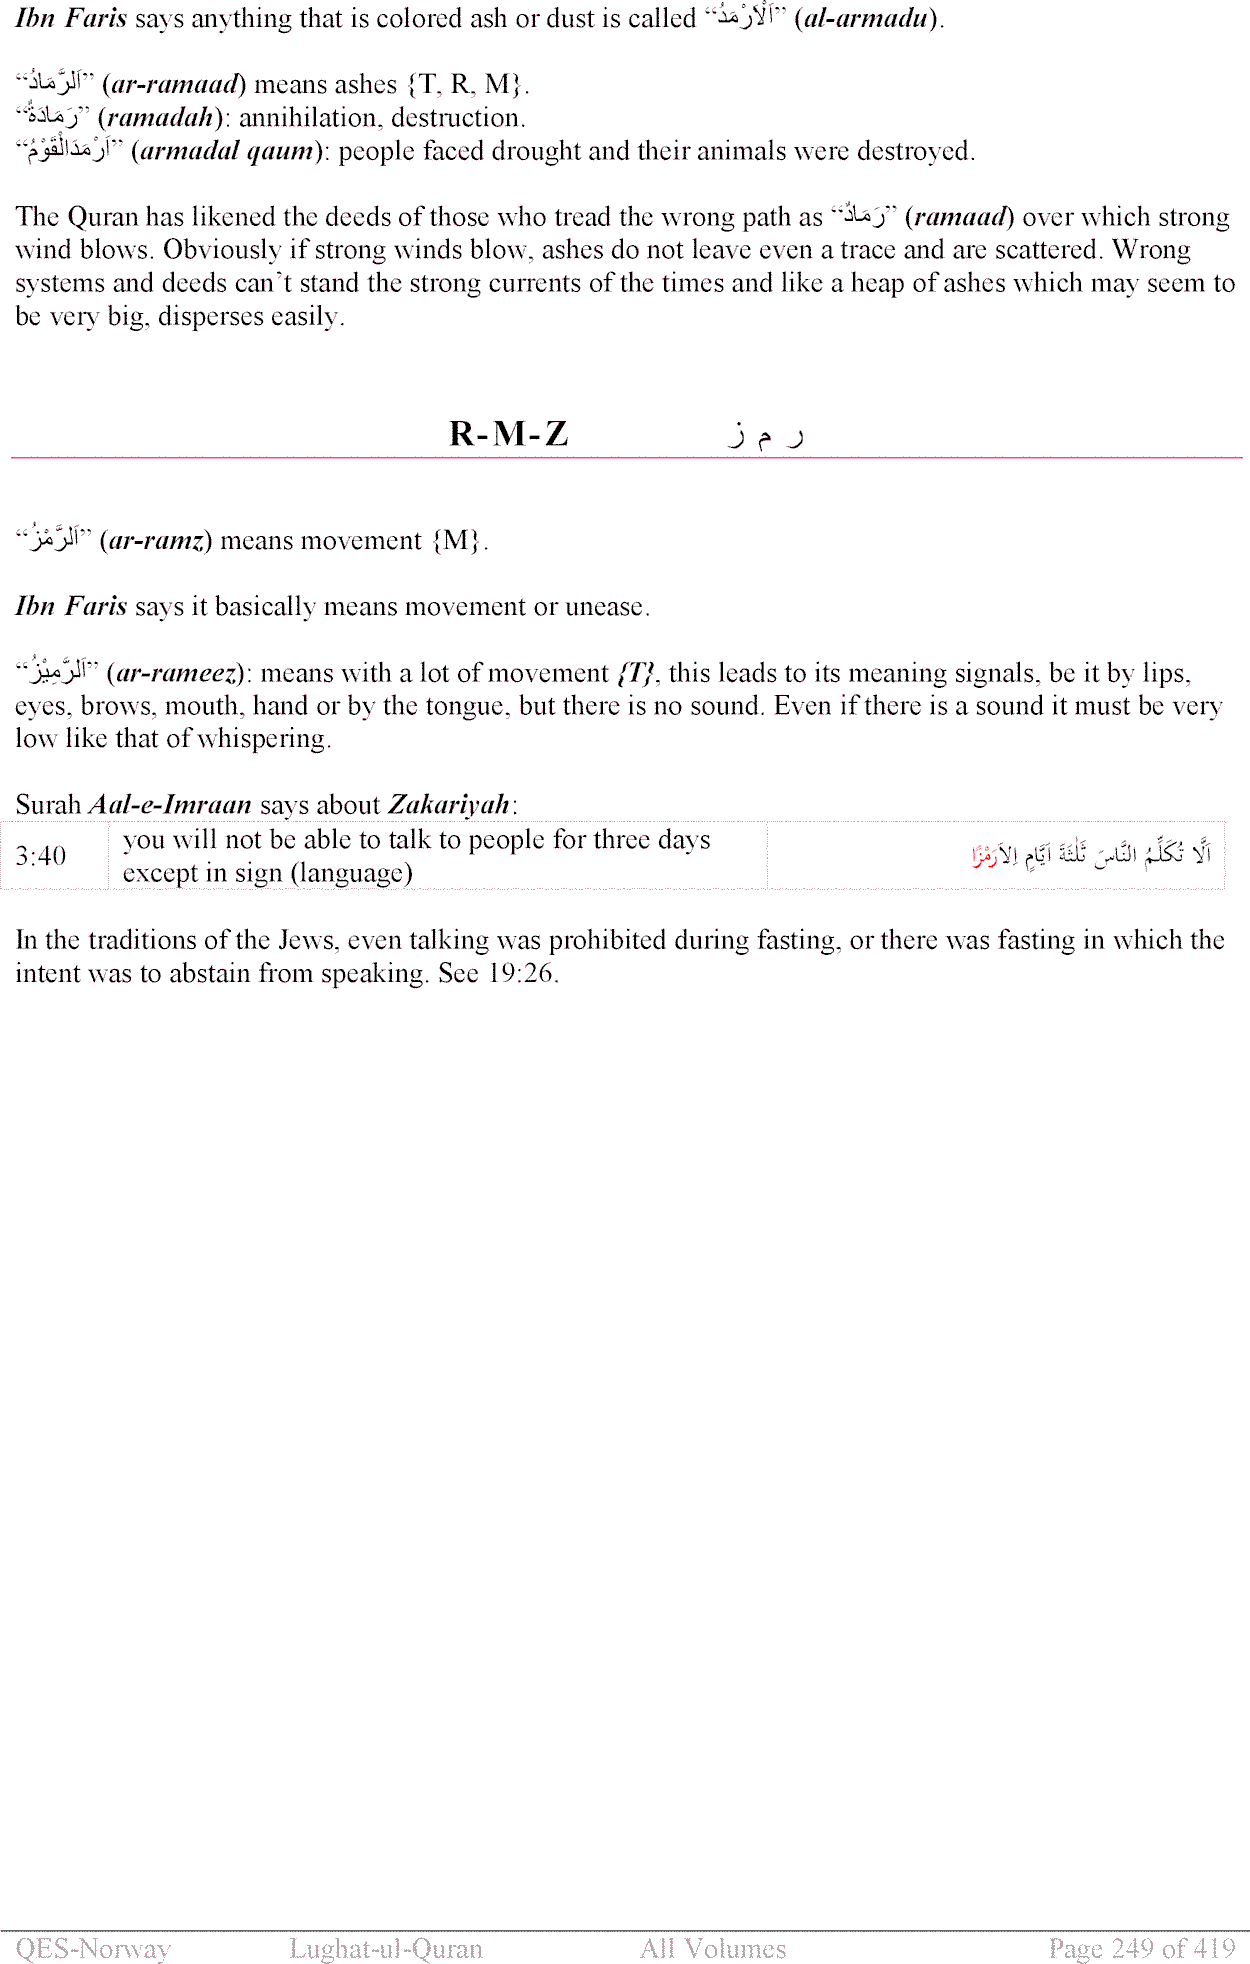 Ibn Faris says anything that is colored ash or dust is called “اَلْاَرْمَدُ” (al-armadu).
“اَلرَّمَادُ” (ar-ramaad) means ashes {T, R, M}.
“رَمَادَةٌ” (ramadah): annihilation, destruction.
“اَرْمَدَالْقَوْمُ” (armadal qaum): people faced drought and their animals were destroyed.
The Quran has likened the deeds of those who tread the wrong path as “رَمَادٌ” (ramaad) over which strong
wind blows. Obviously if strong winds blow, ashes do not leave even a trace and are scattered. Wrong
systems and deeds can’t stand the strong currents of the times and like a heap of ashes which may seem to
be very big, disperses easily.
R-M-Z ر م ز
“اَلرَّمْزُ” (ar-ramz) means movement {M}.
Ibn Faris says it basically means movement or unease.
“اَلرَّمِيْزُ” (ar-rameez): means with a lot of movement {T}, this leads to its meaning signals, be it by lips,
eyes, brows, mouth, hand or by the tongue, but there is no sound. Even if there is a sound it must be very
low like that of whispering.
Surah Aal-e-Imraan says about Zakariyah:
3:40 you will not be able to talk to people for three days
except in sign (language) اَلَّا تُكَلِّمُ النَّاسَ ثَلٰثَةَ اَيَّامٍ اِلاَرَمْزًا
In the traditions of the Jews, even talking was prohibited during fasting, or there was fasting in which the
intent was to abstain from speaking. See 19:26.
QES-Norway Lughat-ul-Quran All Volumes Page 249 of 419